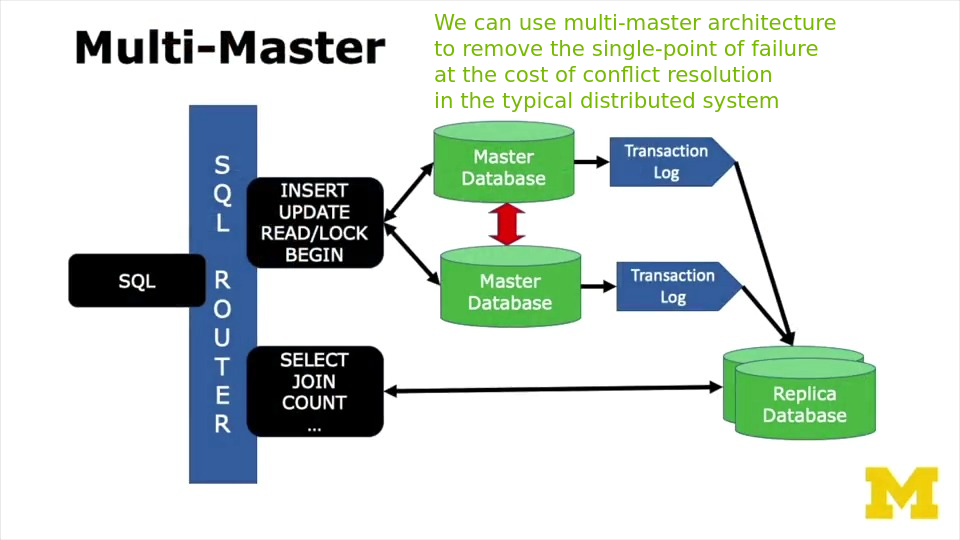 Multi-Master
We can use multi-master architecture
to remove the single-point of failure
at the cost of conflict resolution
in the typical distributed system
SQL
SQL ROUTER
INSERT
UPDATE
READ/LOCK
BEGIN
Master
Database
Transaction
Log
Master
Database
Transaction
Log
SELECT
JOIN
COUNT
...
Replica
Database
M